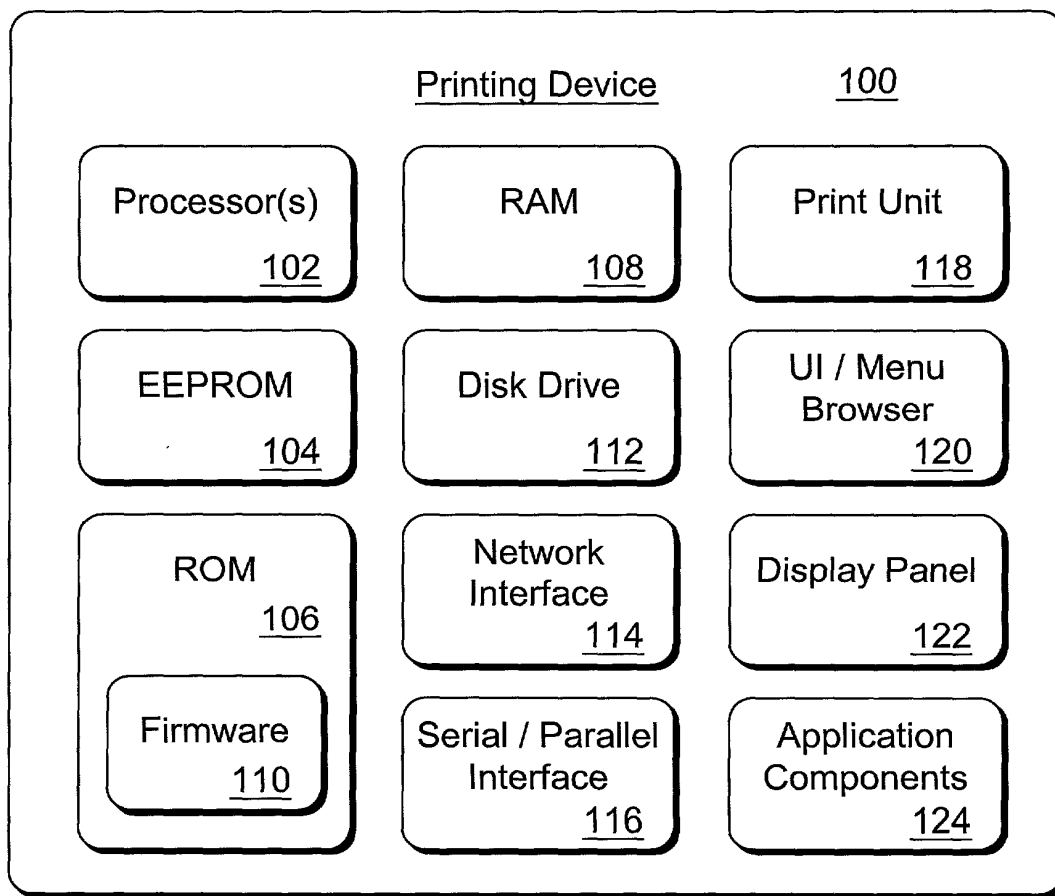 Printing Device 100
Processor(s)
102
RAM
108
Print Unit
118
EEPROM
104
Disk Drive
112
UI / Menu
Browser
120
ROM
106
Firmware
110
Network
Interface
114
Display Panel
122
Serial / Parallel
Interface
116
Application
Components
124